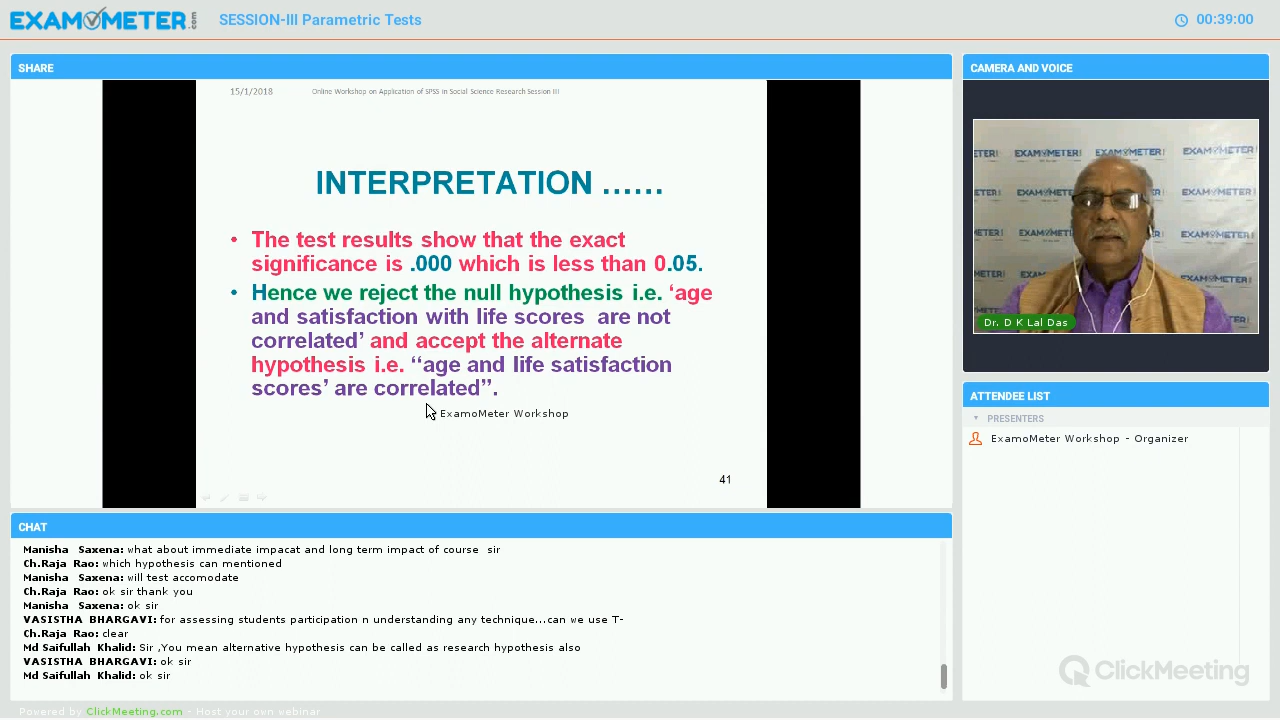 EXAMOMETER.com
SESSION-III Parametric Tests
00:39:00
SHARE
15/1/2018
Online Workshop on Application of SPSS in Social Science Research Session III
INTERPRETATION ......
• The test results show that the exact
significance is .000 which is less than 0.05.
• Hence we reject the null hypothesis i.e. ‘age
and satisfaction with life scores are not
correlated’ and accept the alternate
hypothesis i.e. “age and life satisfaction
scores’ are correlated”.
ExamoMeter Workshop
41
CAMERA AND VOICE
EXAMOMETER
Dr. D K Lal Das
ATTENDEE LIST
PRESENTERS
ExamoMeter Workshop - Organizer
CHAT
Manisha Saxena: what about immediate impacat and long term impact of course sir
Ch.Raja Rao: which hypothesis can mentioned
Manisha Saxena: will test accomodate
Ch.Raja Rao: ok sir thank you
Manisha Saxena: ok sir
VASISTHA BHARGAVI: for assessing students participation n understanding any technique...can we use T-
Ch.Raja Rao: clear
Md Saifullah Khalid: Sir ,You mean alternative hypothesis can be called as research hypothesis also
VASISTHA BHARGAVI: ok sir
Md Saifullah Khalid: ok sir
ClickMeeting
Powered by ClickMeeting.com - Host your own webinar